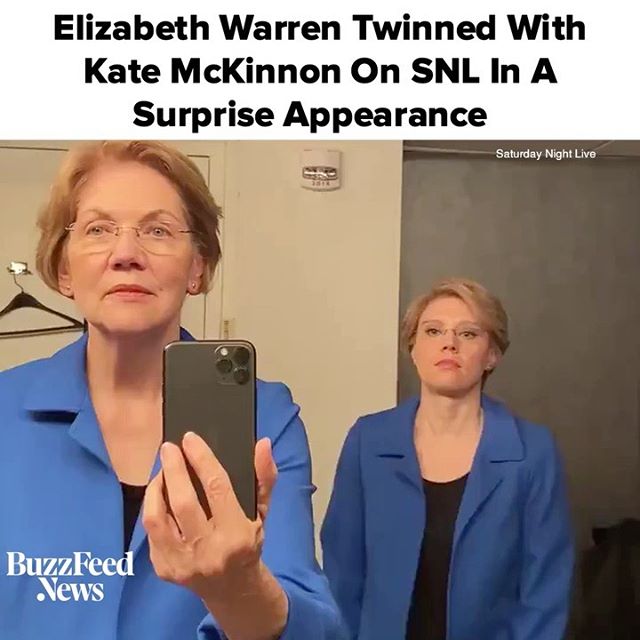 Elizabeth Warren Twinned With
Kate McKinnon On SNL In A
Surprise Appearance
Saturday Night Live
BuzzFeed
News